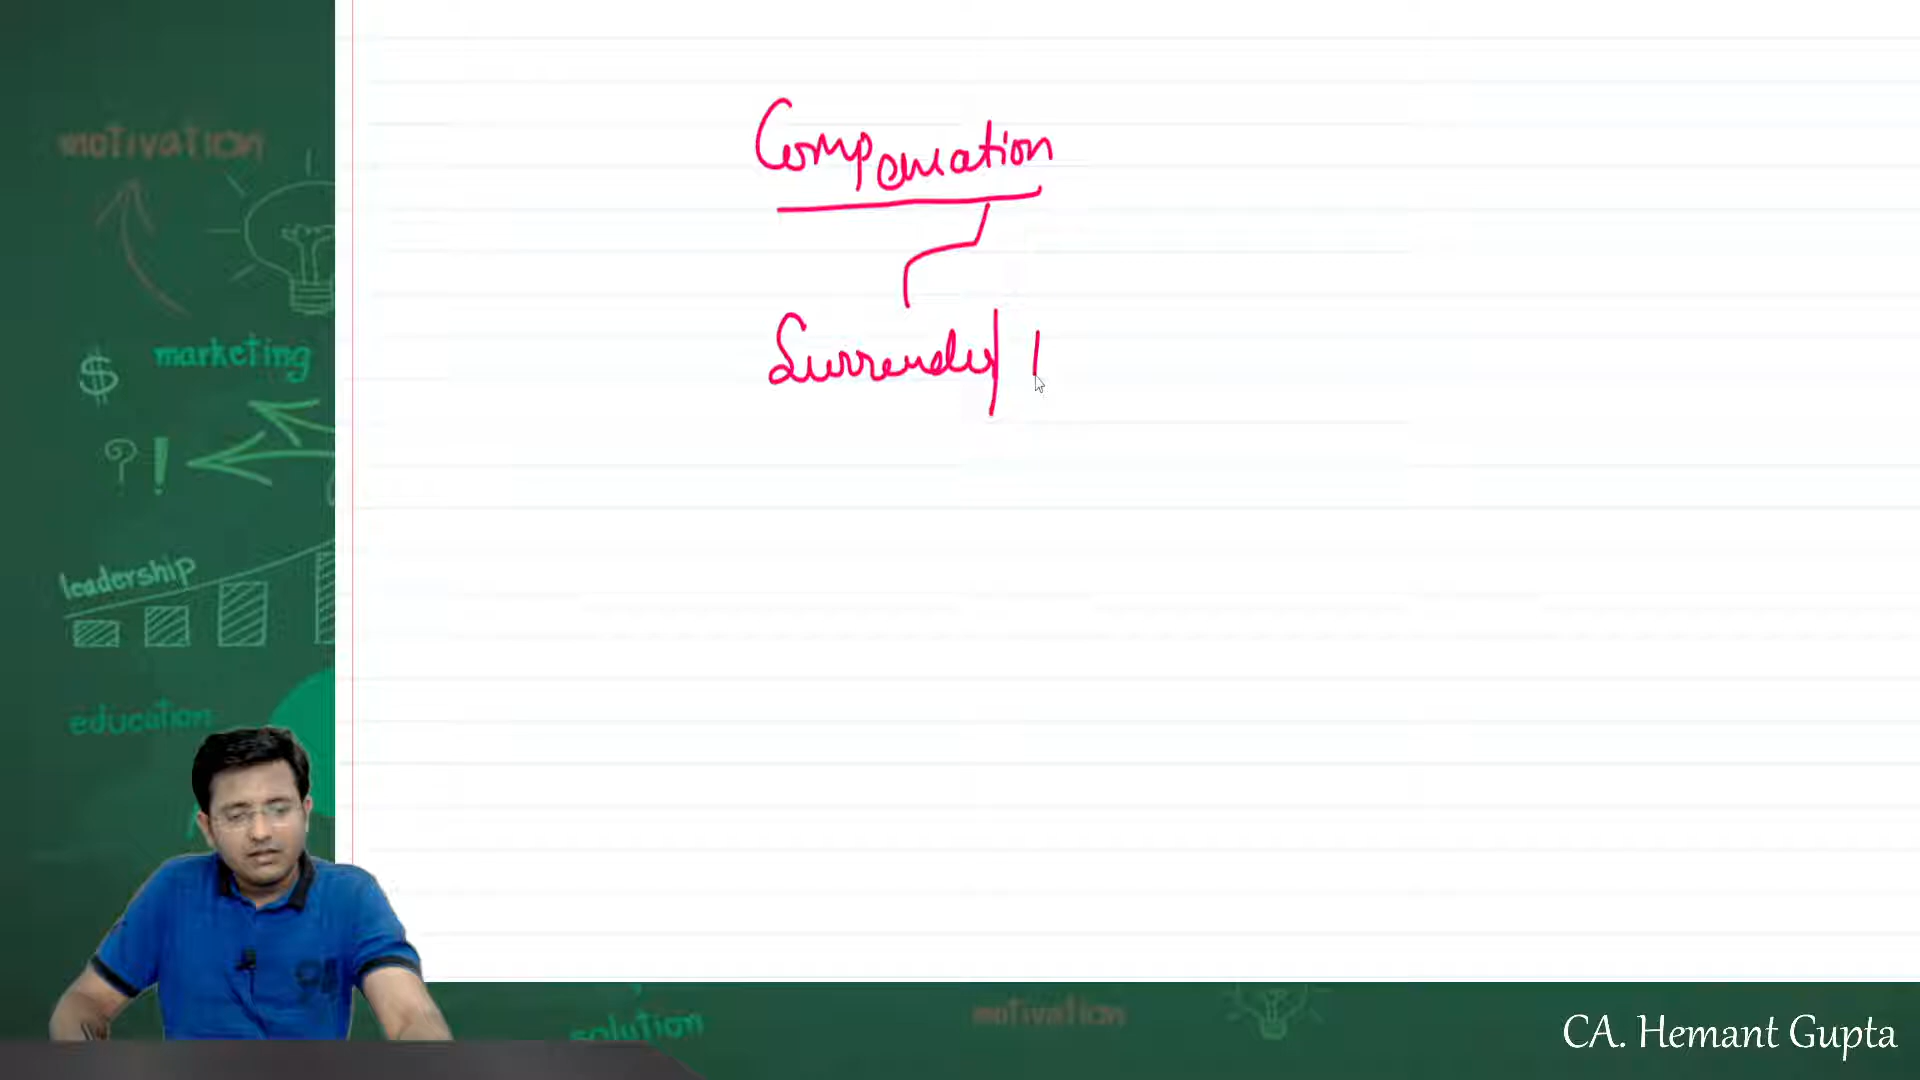 motivation
Compensation
Surrender/
$ marketing
? !
leadership
education
solution
motivation
CA. Hemant Gupta